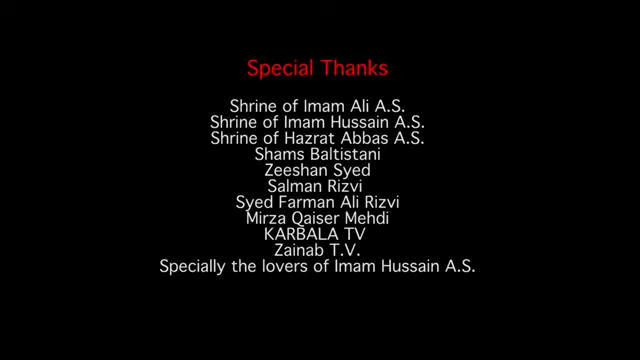 Special Thanks
Shrine of Imam Ali A.S.
Shrine of Imam Hussain A.S.
Shrine of Hazrat Abbas A.S.
Shams Baltistani
Zeeshan Syed
Salman Rizvi
Syed Farman Ali Rizvi
Mirza Qaiser Mehdi
KARBALA TV
Zainab T.V.
Specially the lovers of Imam Hussain A.S.